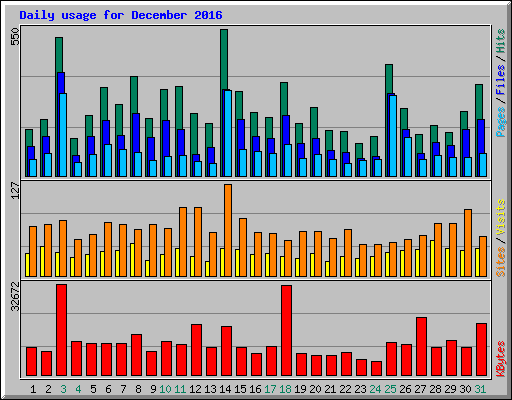 Daily usage for December 2016
550
Pages / Files / Hits
127
Sites / Visits
32672
KBytes
1 2 3 4 5 6 7 8 9 10 11 12 13 14 15 16 17 18 19 20 21 22 23 24 25 26 27 28 29 30 31